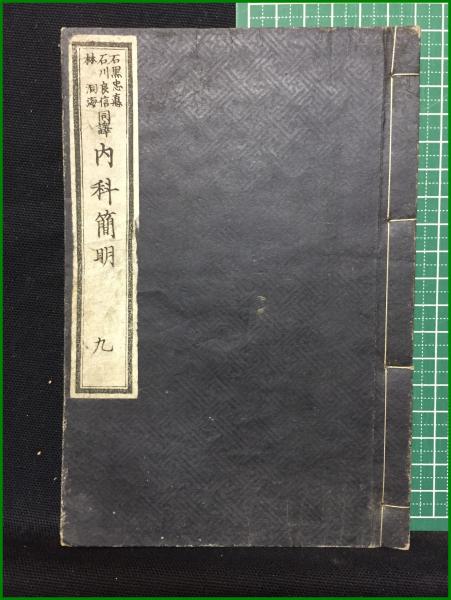 石黒忠悳
石川良信
林洞海
同譯
内科簡明
九